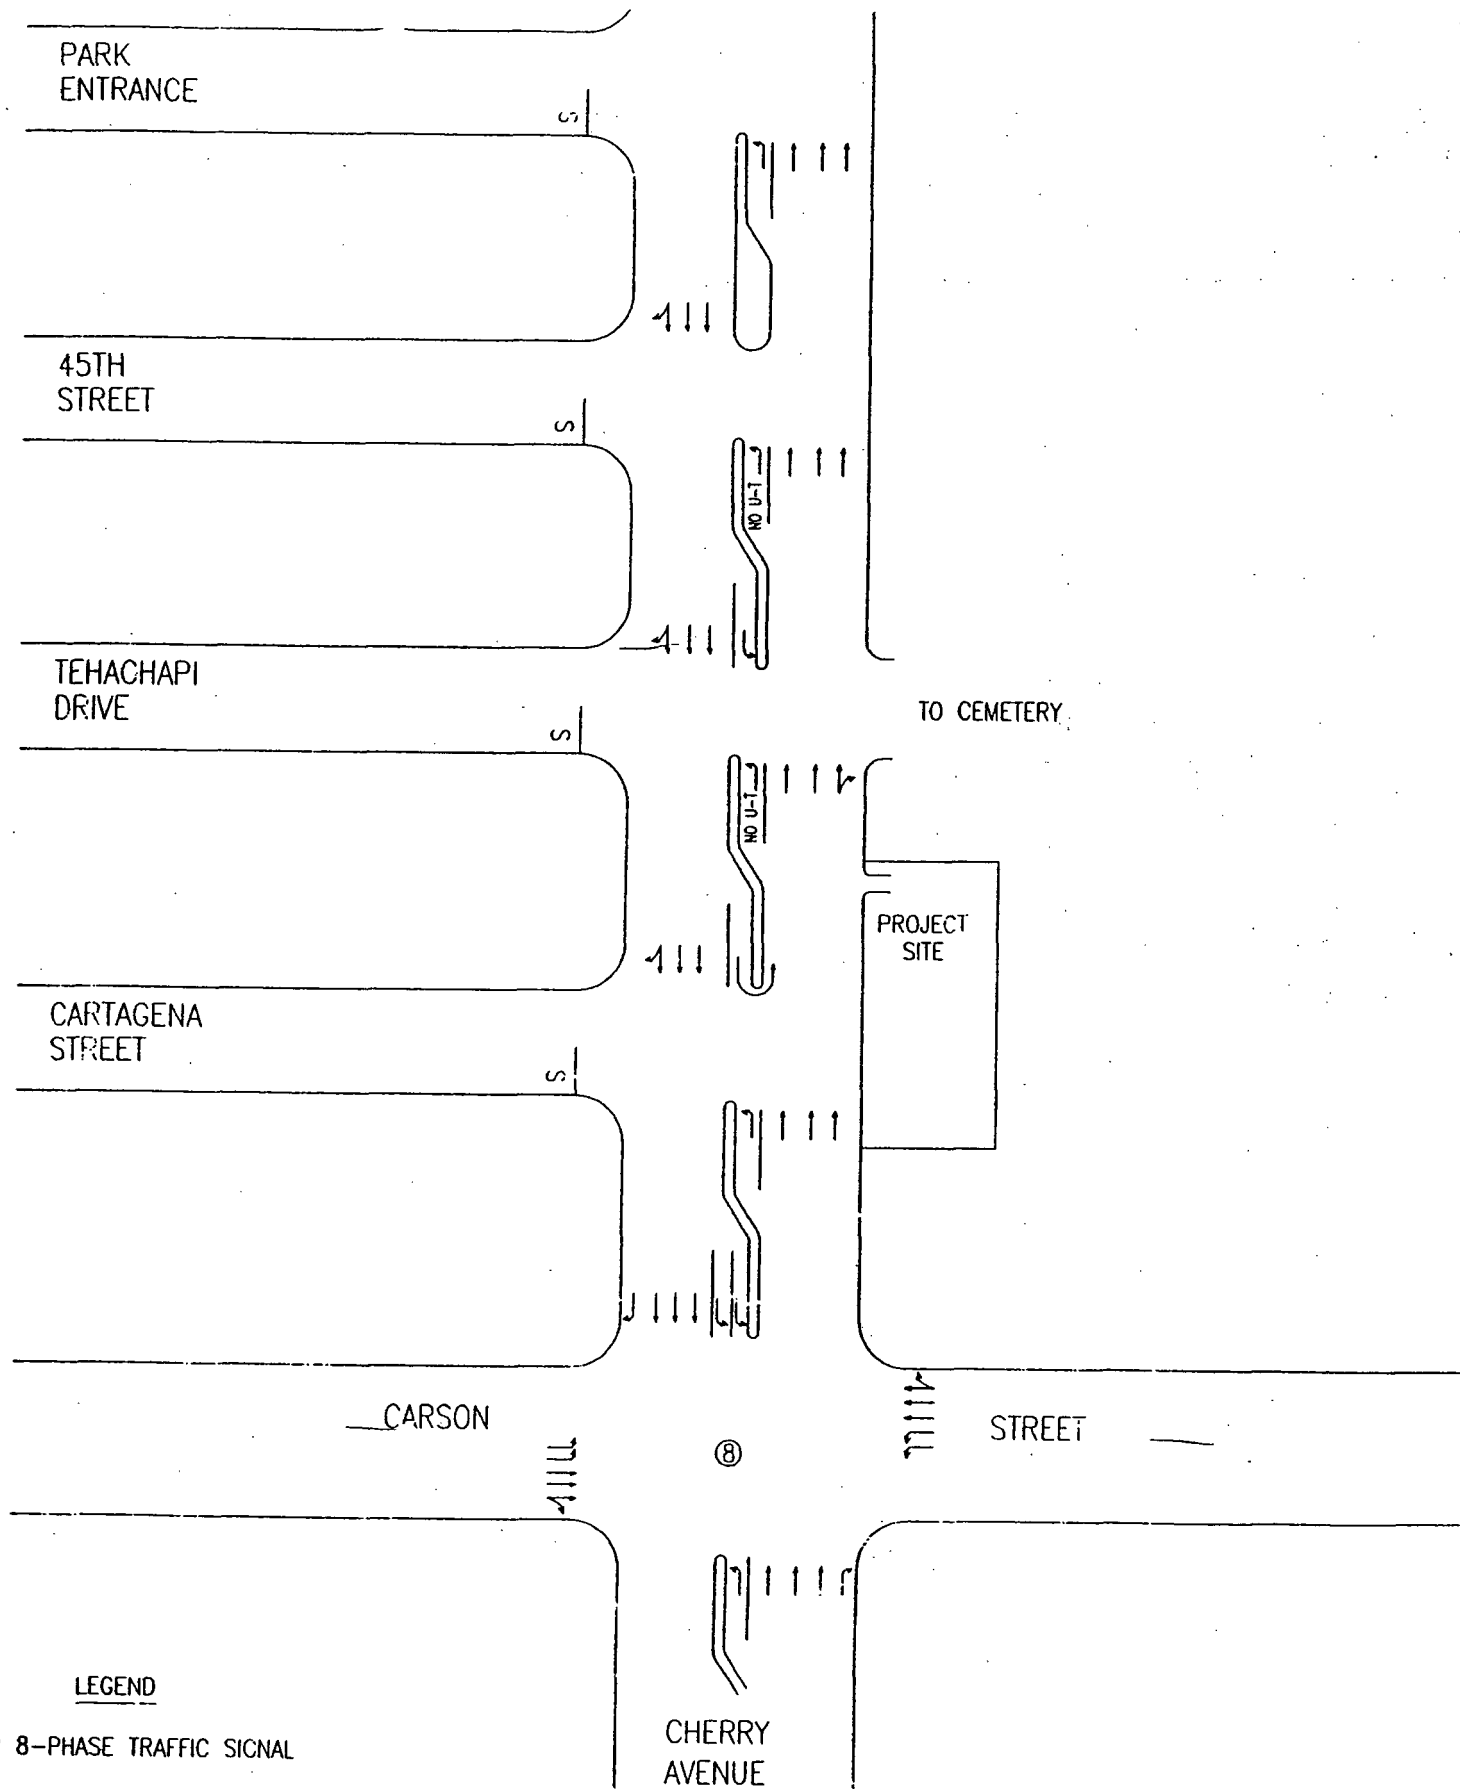 PARK
ENTRANCE
S
45TH
STREET
S
NO U-T
TEHACHAPI
DRIVE
TO CEMETERY
S
NO U-T
PROJECT
SITE
CARTAGENA
STREET
S
CARSON
STREET
8
LEGEND
8-PHASE TRAFFIC SIGNAL
CHERRY
AVENUE